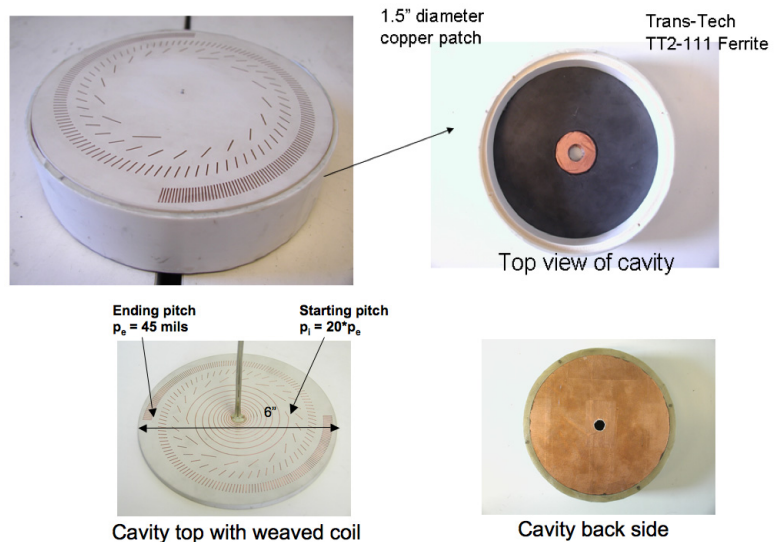 1.5” diameter
copper patch
Trans-Tech
TT2-111 Ferrite
Top view of cavity
Ending pitch
pₑ = 45 mils
Starting pitch
pᵢ = 20*pₑ
6”
Cavity top with weaved coil
Cavity back side